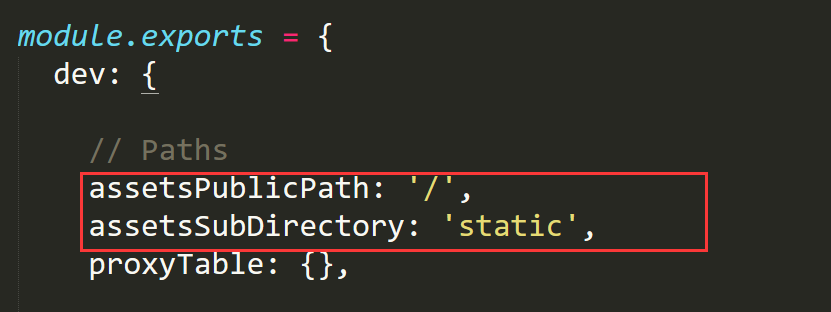 module.exports = {
dev: {
// Paths
assetsPublicPath: '/',
assetsSubDirectory: 'static',
proxyTable: {},